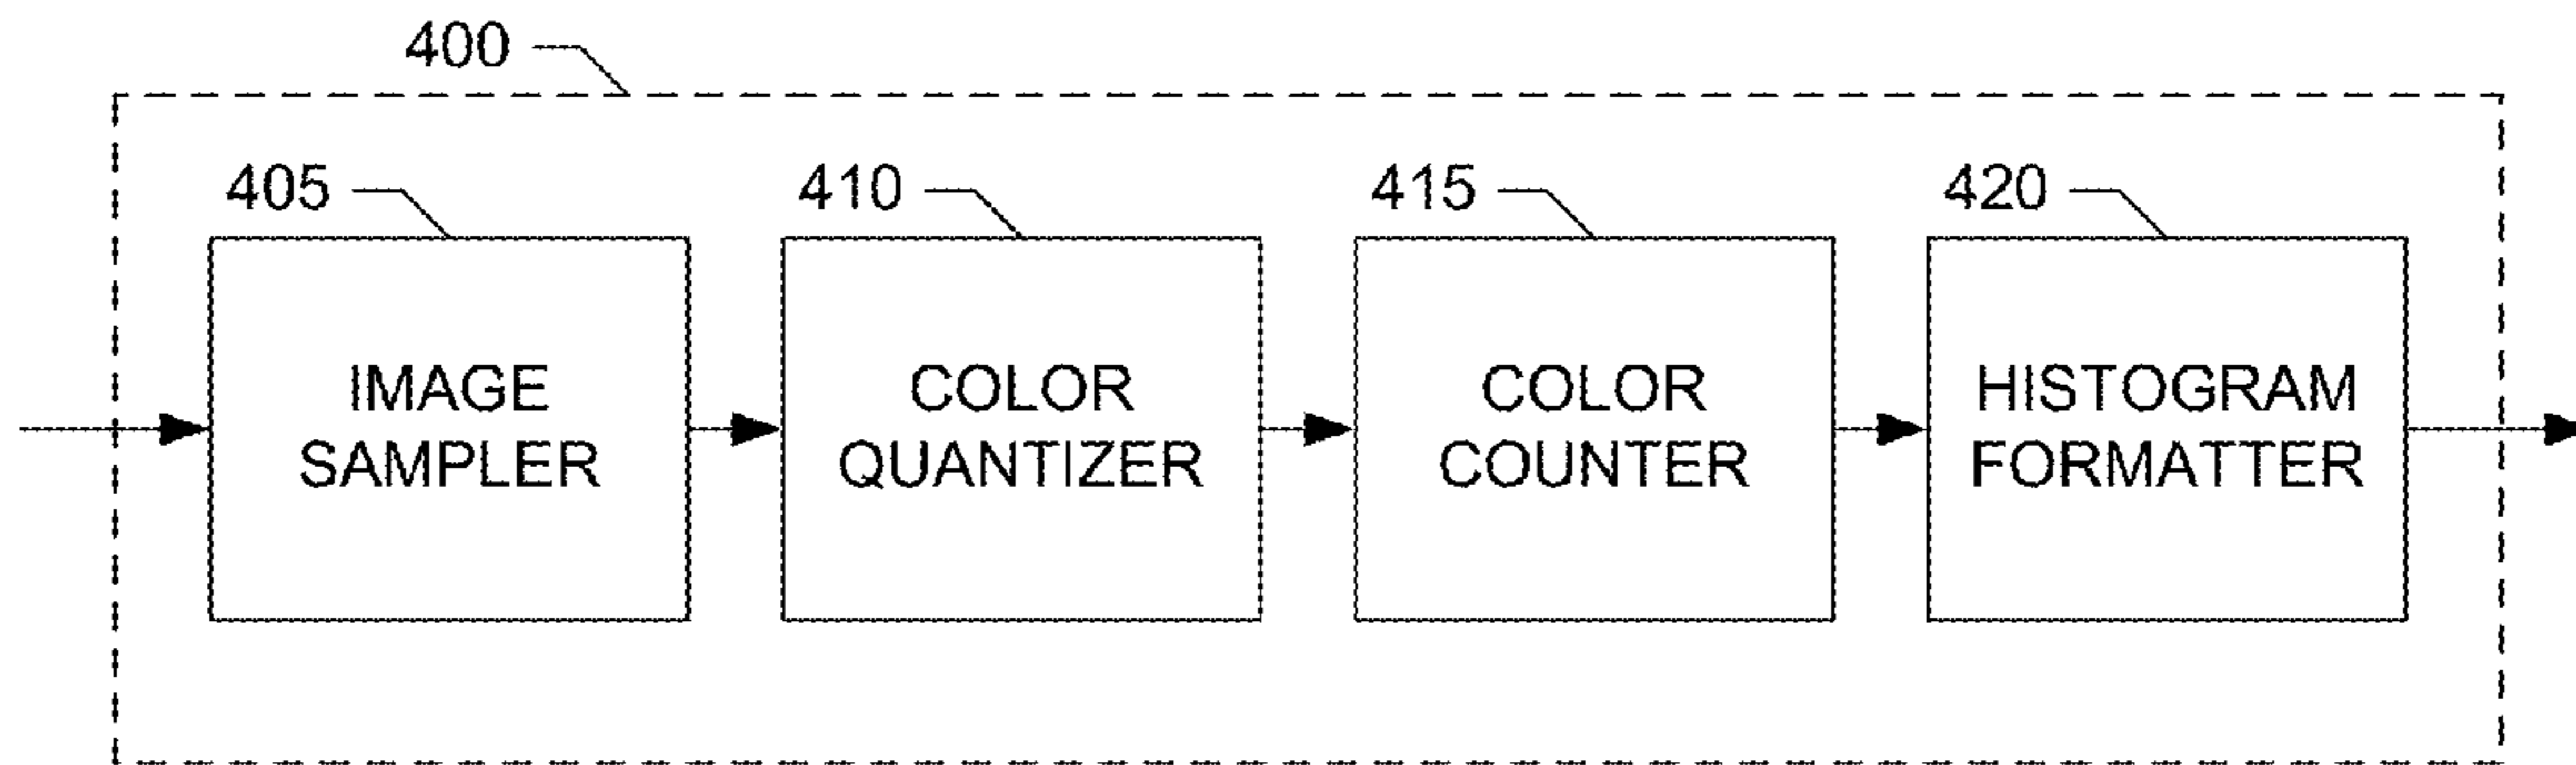 400
405
410
415
420
IMAGE
SAMPLER
COLOR
QUANTIZER
COLOR
COUNTER
HISTOGRAM
FORMATTER